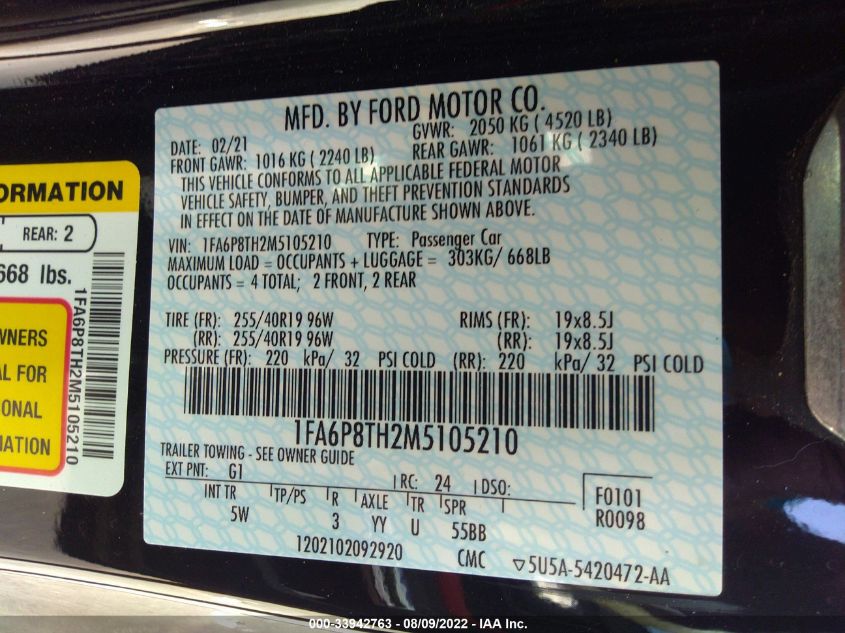 MFD. BY FORD MOTOR CO.
DATE: 02/21 GVWR: 2050 KG ( 4520 LB)
FRONT GAWR: 1016 KG ( 2240 LB) REAR GAWR: 1061 KG ( 2340 LB)
THIS VEHICLE CONFORMS TO ALL APPLICABLE FEDERAL MOTOR
VEHICLE SAFETY, BUMPER, AND THEFT PREVENTION STANDARDS
IN EFFECT ON THE DATE OF MANUFACTURE SHOWN ABOVE.
VIN: 1FA6P8TH2M5105210 TYPE: Passenger Car
MAXIMUM LOAD = OCCUPANTS + LUGGAGE = 303KG/ 668LB
OCCUPANTS = 4 TOTAL; 2 FRONT, 2 REAR
TIRE (FR): 255/40R19 96W RIMS (FR): 19x8.5J
(RR): 255/40R19 96W (RR): 19x8.5J
PRESSURE (FR): 220 kPa/ 32 PSI COLD (RR): 220 kPa/ 32 PSI COLD
1FA6P8TH2M5105210
TRAILER TOWING - SEE OWNER GUIDE
EXT PNT: G1 RC: 24 DSO: F0101
INT TR TP/PS R AXLE TR SPR R0098
5W 3 YY U 55BB
1202102092920 CMC ▽5U5A-5420472-AA
ORMATION
REAR: 2
668 lbs.
1FA6P8TH2M5105210
WNERS
AL FOR
IONAL
MATION
000-33942763 - 08/09/2022 - IAA Inc.